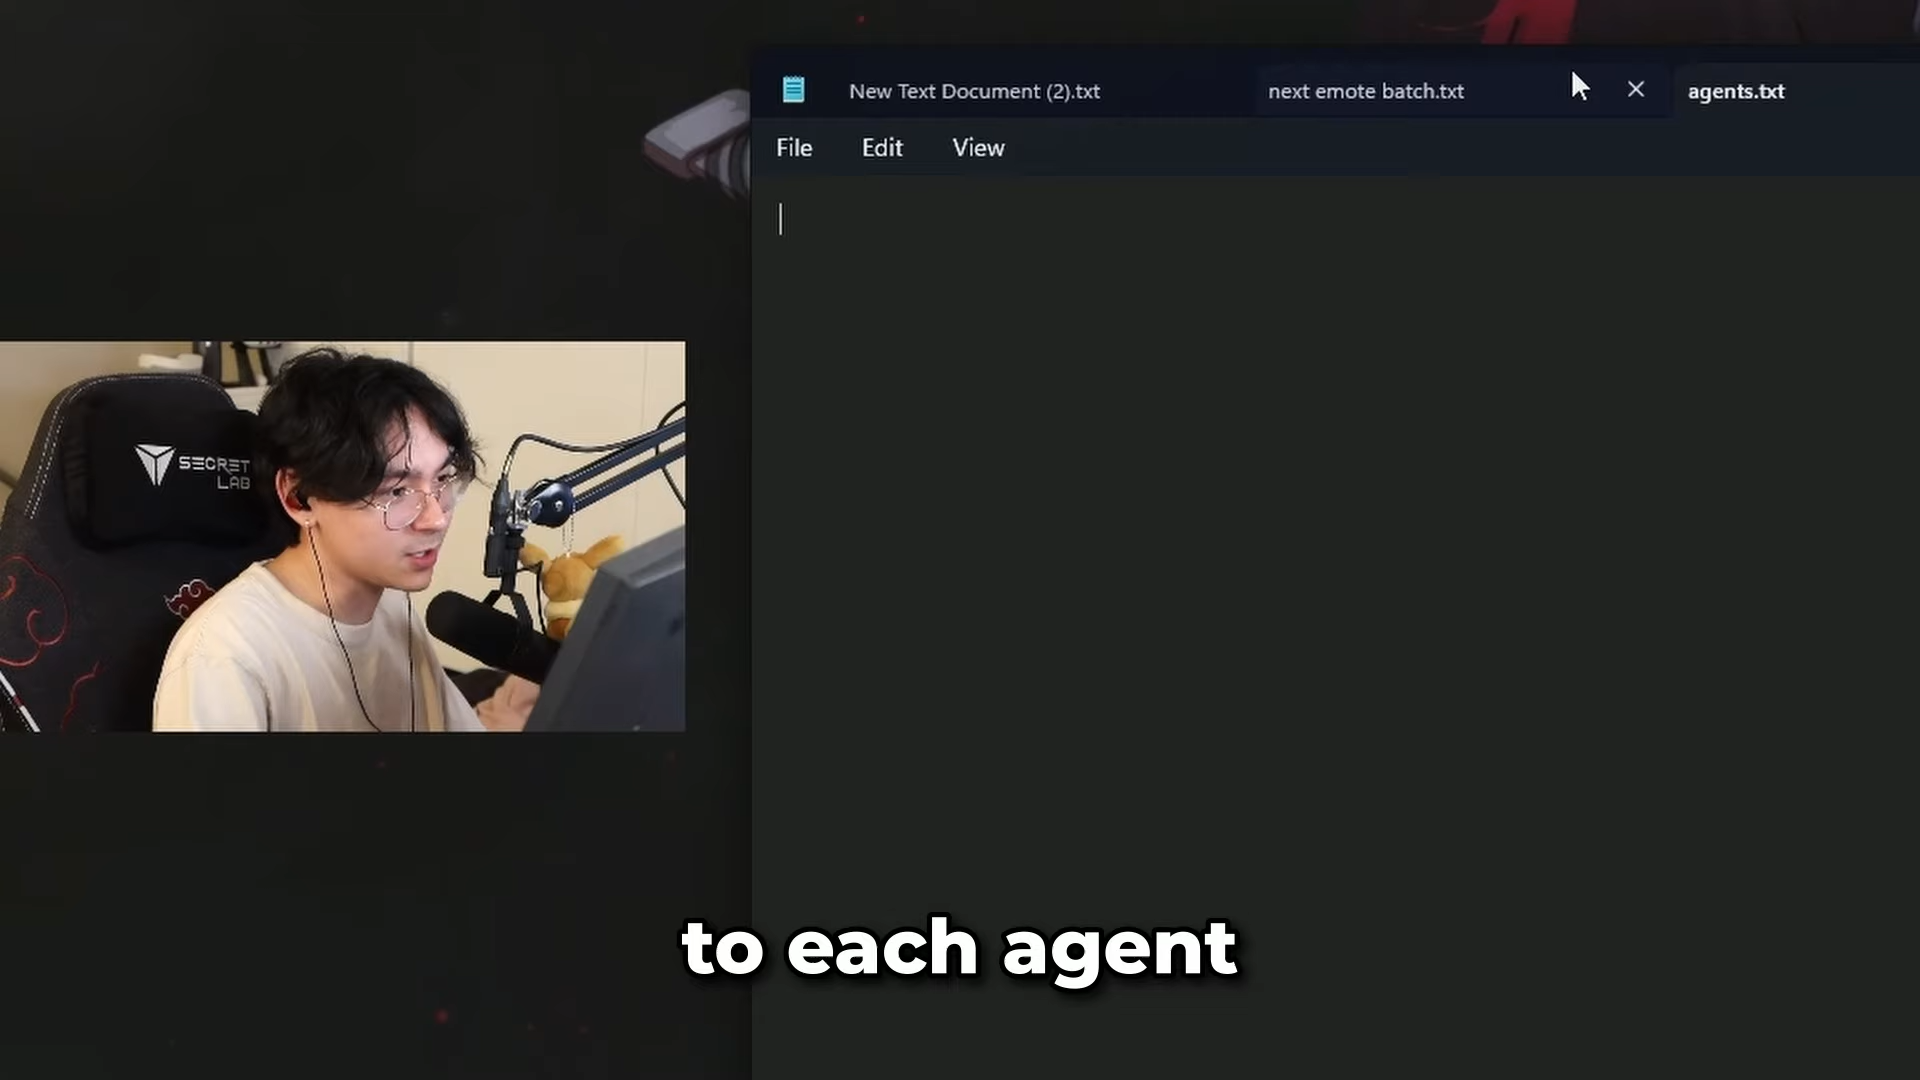 New Text Document (2).txt
next emote batch.txt
agents.txt
File
Edit
View
SECRET
LAB
to each agent